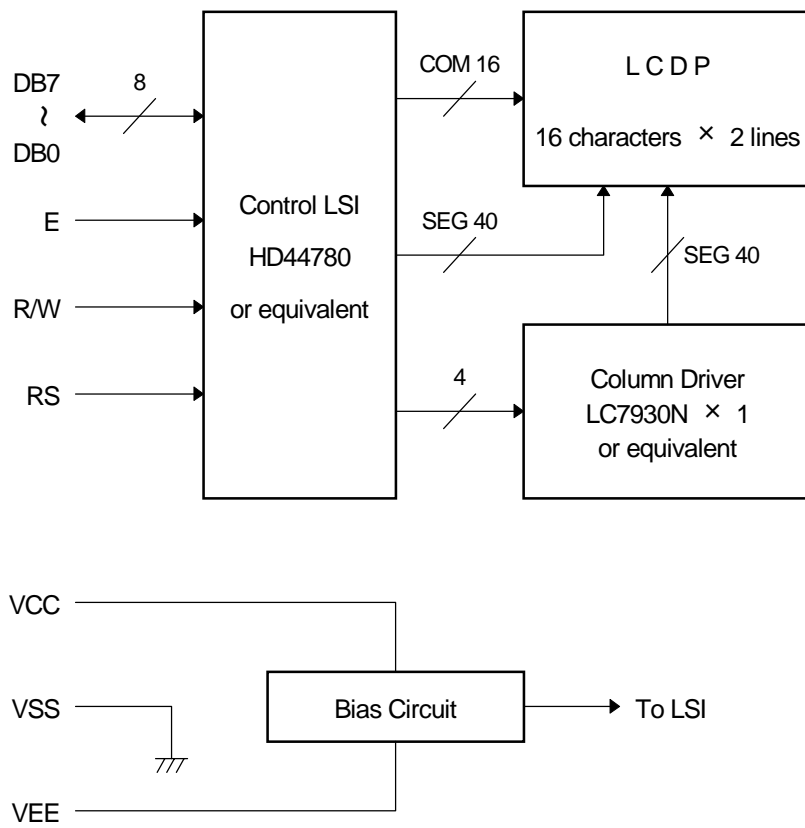 DB7
~
DB0
8
E
R/W
RS
Control LSI
HD44780
or equivalent
COM 16
SEG 40
4
L C D P
16 characters × 2 lines
SEG 40
Column Driver
LC7930N × 1
or equivalent
VCC
VSS
VEE
Bias Circuit
To LSI